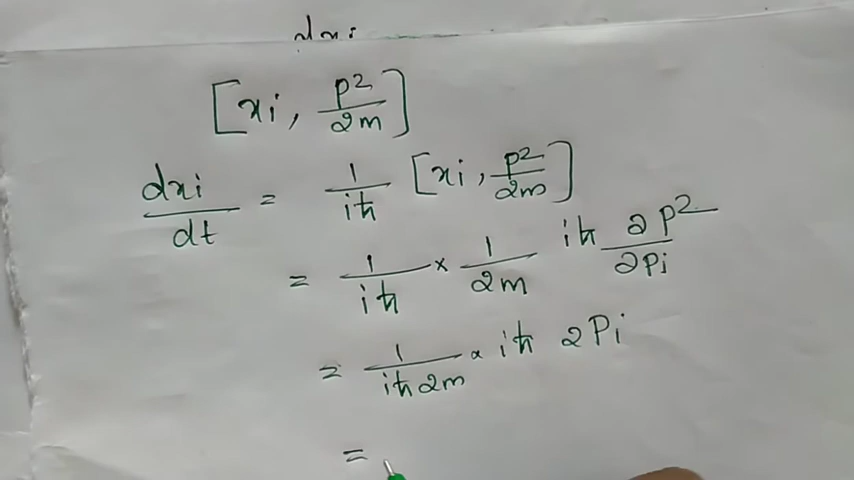 dxi
[xi, p²/2m]
dxi/dt = 1/iħ [xi, p²/2m]
= 1/iħ × 1/2m iħ ∂p²/∂pi
= 1/iħ2m × iħ 2Pi
=